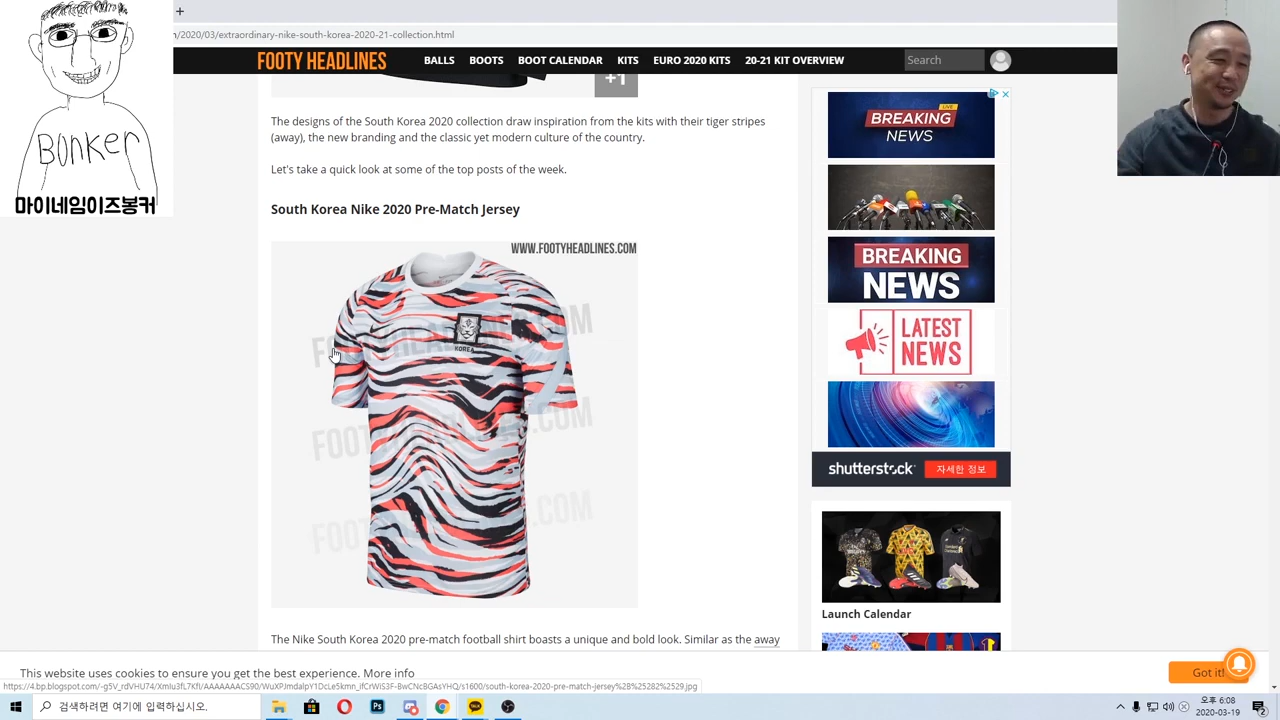 BONKER
마이네임이즈봉커
/2020/03/extraordinary-nike-south-korea-2020-21-collection.html
FOOTY HEADLINES
BALLS BOOTS BOOT CALENDAR KITS EURO 2020 KITS 20-21 KIT OVERVIEW
Search
+1
The designs of the South Korea 2020 collection draw inspiration from the kits with their tiger stripes
(away), the new branding and the classic yet modern culture of the country.
Let's take a quick look at some of the top posts of the week.
South Korea Nike 2020 Pre-Match Jersey
WWW.FOOTYHEADLINES.COM
KOREA
The Nike South Korea 2020 pre-match football shirt boasts a unique and bold look. Similar as the away
LIVE
BREAKING
NEWS
BREAKING
NEWS
LATEST
NEWS
shutterstock 자세한 정보
Launch Calendar
This website uses cookies to ensure you get the best experience. More info
Got it!
검색하려면 여기에 입력하십시오.
오후 6:08
2020-03-19
2